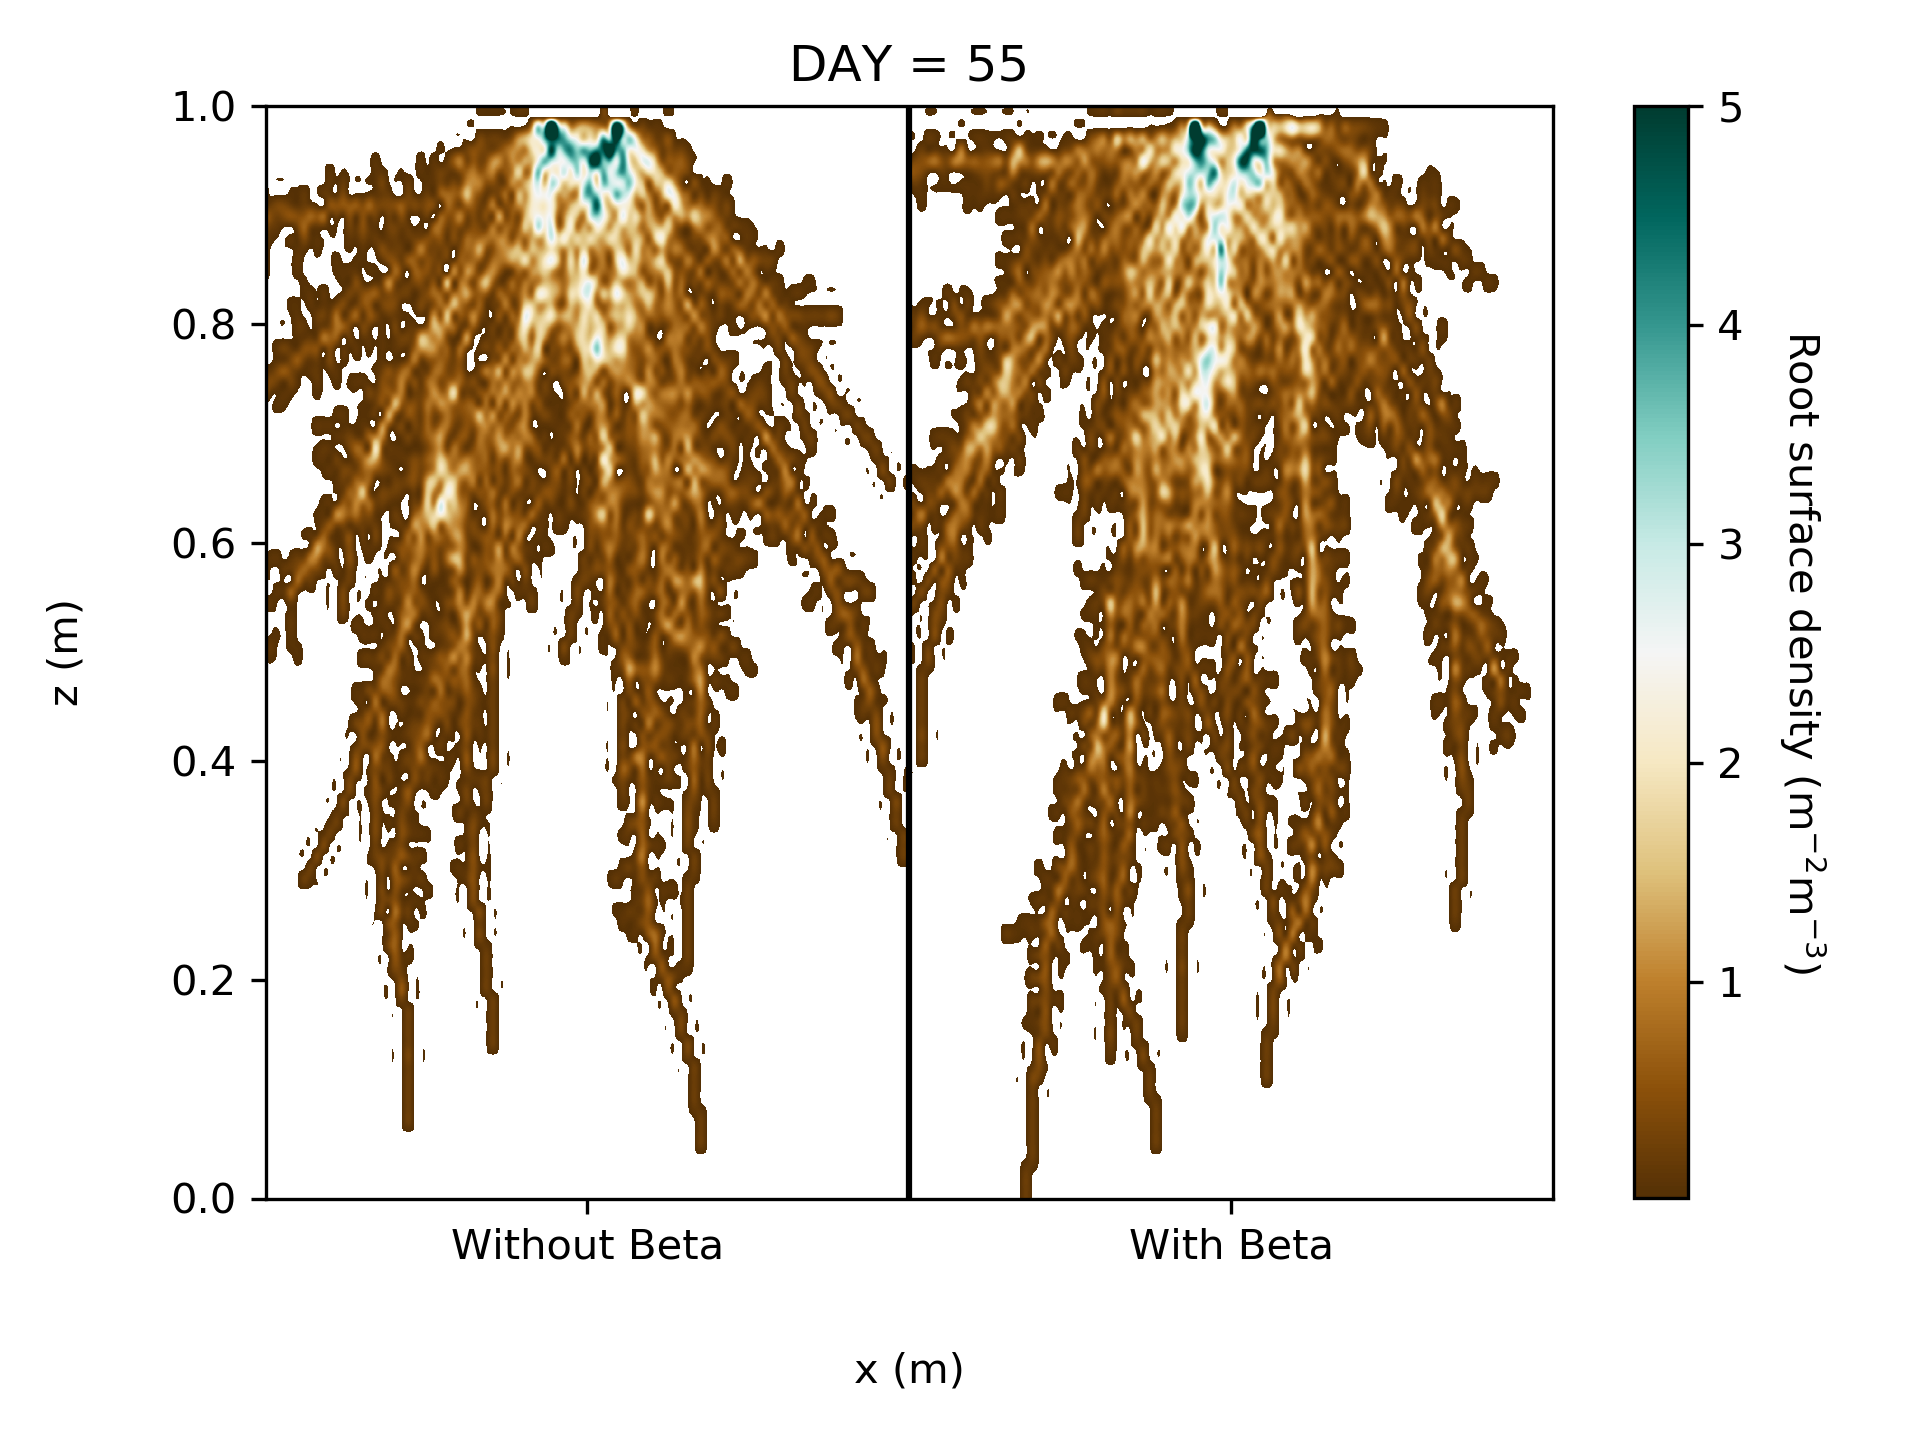 DAY = 55
1.0
0.8
0.6
0.4
0.2
0.0
z (m)
Without Beta
With Beta
x (m)
5
4
3
2
1
Root surface density (m⁻²m⁻³)